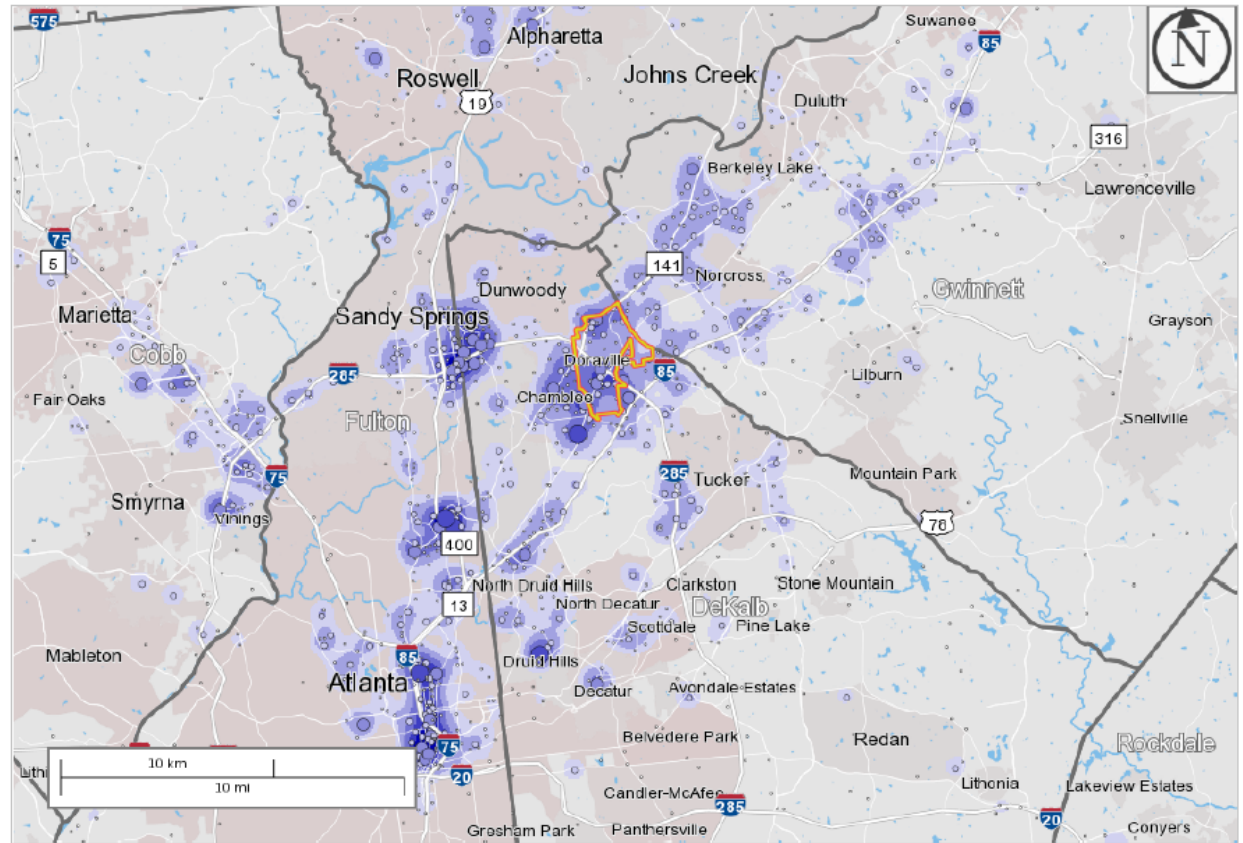 575
Suwanee
85
Alpharetta
N
Roswell
Johns Creek
19
Duluth
316
Berkeley Lake
Lawrenceville
75
5
141
Norcross
Dunwoody
Gwinnett
Marietta
Sandy Springs
Grayson
Cobb
Doraville
285
85
Lilburn
Fair Oaks
Chamblee
Snellville
Fulton
75
285
Tucker
Mountain Park
Smyrna
Vinings
78
400
North Druid Hills
Clarkston
Stone Mountain
13
North Decatur
DeKalb
Scottdale
Pine Lake
Mableton
85
Druid Hills
Atlanta
Decatur
Avondale Estates
75
Belvedere Park
Redan
Rockdale
10 km
Lithi
20
10 mi
Lithonia
Lakeview Estates
Candler-McAfee
285
20
Gresham Park
Panthersville
Conyers